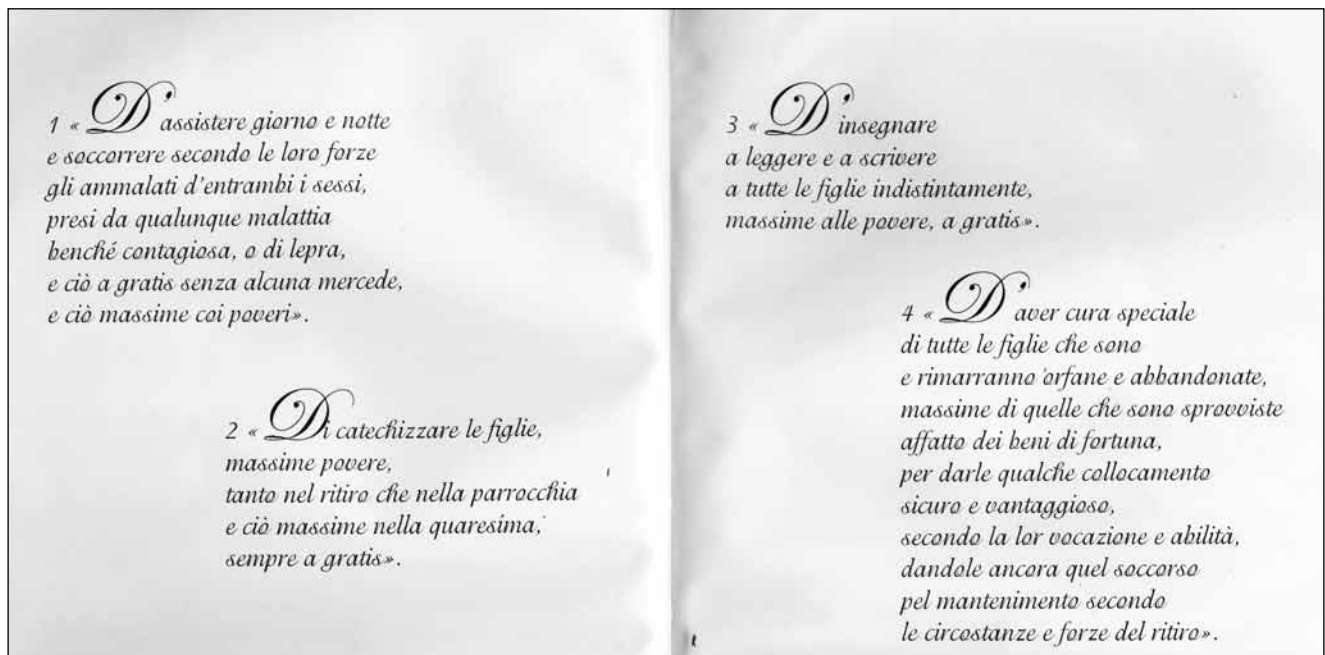 1 « D'assistere giorno e notte
e soccorrere secondo le loro forze
gli ammalati d'entrambi i sessi,
presi da qualunque malattia
benché contagiosa, o di lepra,
e ciò a gratis senza alcuna mercede,
e ciò massime coi poveri».
2 « Di catechizzare le figlie,
massime povere,
tanto nel ritiro che nella parrocchia
e ciò massime nella quaresima,
sempre a gratis».
3 « D'insegnare
a leggere e a scrivere
a tutte le figlie indistintamente,
massime alle povere, a gratis».
4 « D'aver cura speciale
di tutte le figlie che sono
e rimarranno orfane e abbandonate,
massime di quelle che sono sprovviste
affatto dei beni di fortuna,
per darle qualche collocamento
sicuro e vantaggioso,
secondo la lor vocazione e abilità,
dandole ancora quel soccorso
pel mantenimento secondo
le circostanze e forze del ritiro».